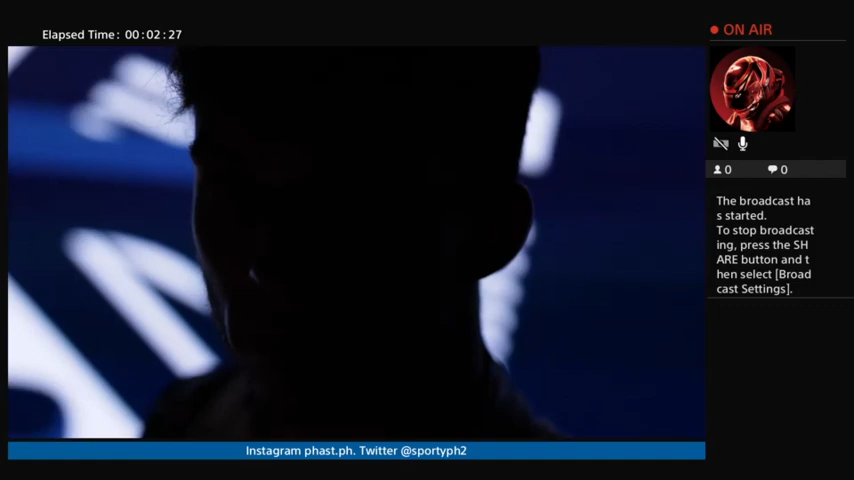 Elapsed Time: 00:02:27
ON AIR
0 0
The broadcast ha
s started.
To stop broadcast
ing, press the SH
ARE button and t
hen select [Broad
cast Settings].
Instagram phast.ph. Twitter @sportyph2